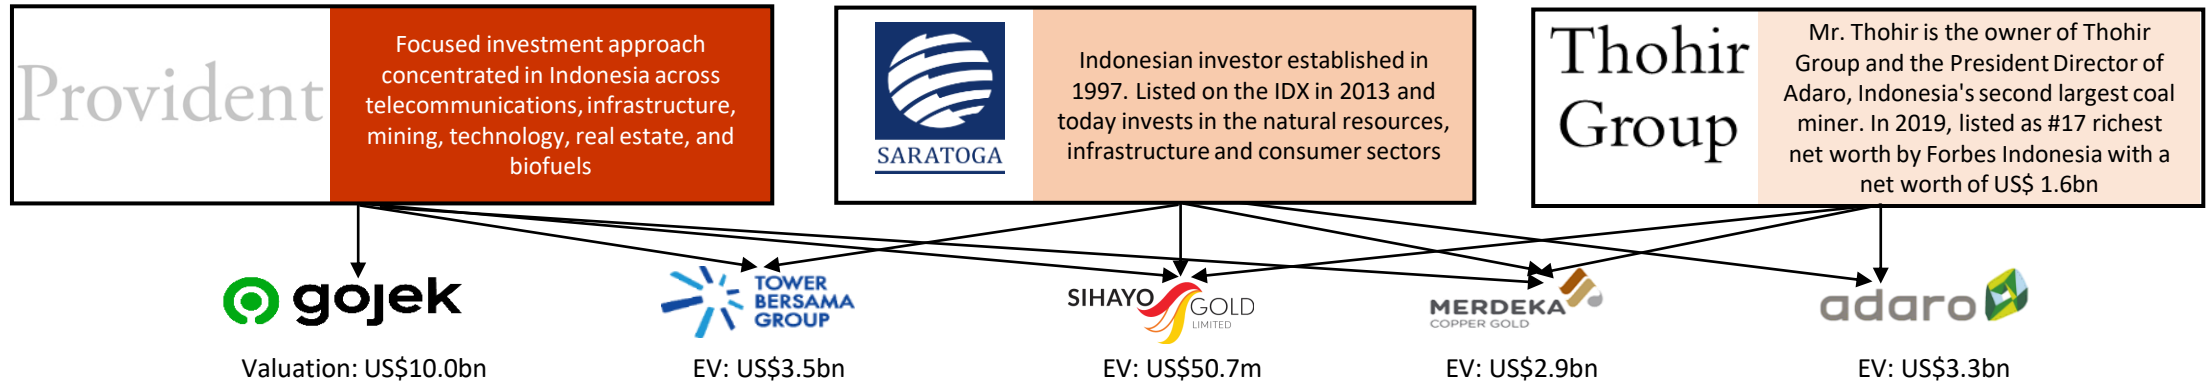 Provident
Focused investment approach
concentrated in Indonesia across
telecommunications, infrastructure,
mining, technology, real estate, and
biofuels
SARATOGA
Indonesian investor established in
1997. Listed on the IDX in 2013 and
today invests in the natural resources,
infrastructure and consumer sectors
Thohir
Group
Mr. Thohir is the owner of Thohir
Group and the President Director of
Adaro, Indonesia's second largest coal
miner. In 2019, listed as #17 richest
net worth by Forbes Indonesia with a
net worth of US$ 1.6bn
gojek
Valuation: US$10.0bn
TOWER
BERSAMA
GROUP
EV: US$3.5bn
SIHAYO
GOLD
LIMITED
EV: US$50.7m
MERDEKA
COPPER GOLD
EV: US$2.9bn
adaro
EV: US$3.3bn